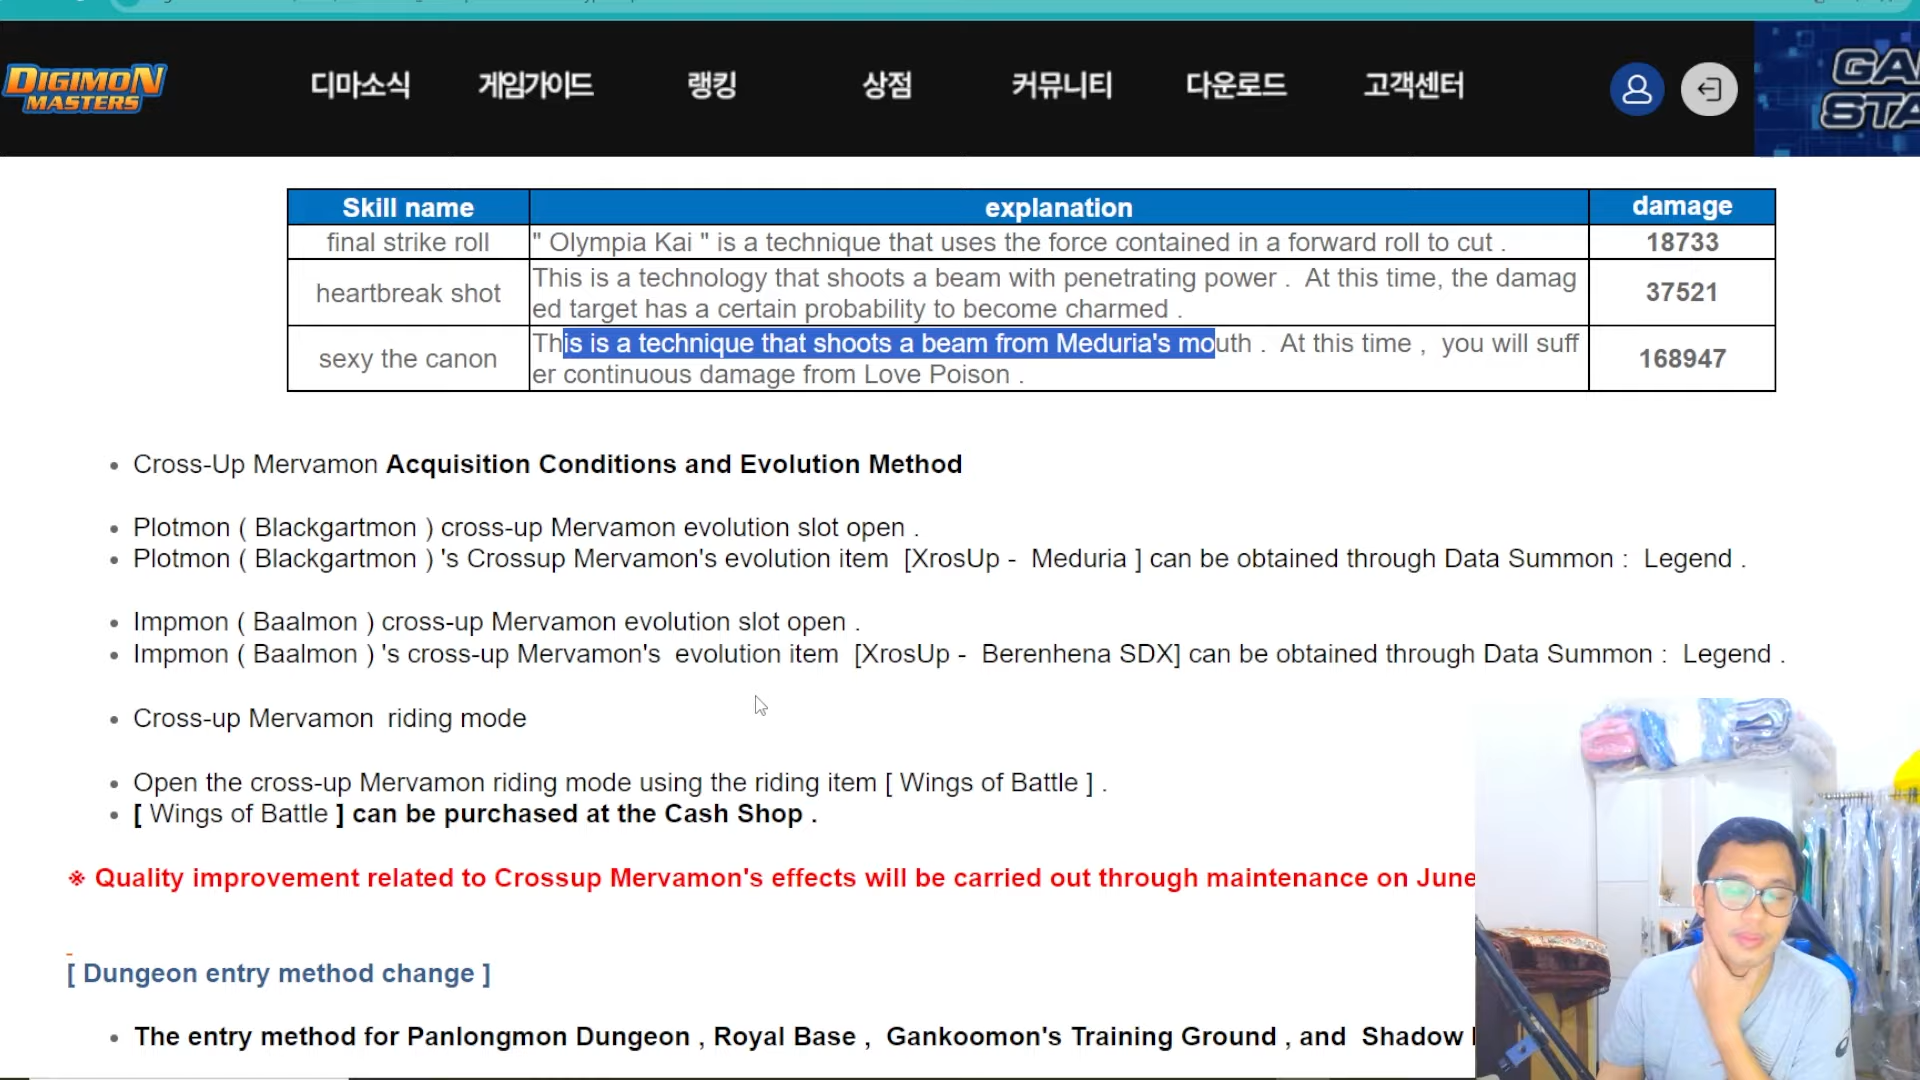 DIGIMON
MASTERS
디마소식 게임가이드 랭킹 상점 커뮤니티 다운로드 고객센터
GA
STA
Skill name explanation damage
final strike roll " Olympia Kai " is a technique that uses the force contained in a forward roll to cut . 18733
heartbreak shot This is a technology that shoots a beam with penetrating power . At this time, the damag
ed target has a certain probability to become charmed . 37521
sexy the canon This is a technique that shoots a beam from Meduria's mouth . At this time , you will suff
er continuous damage from Love Poison . 168947
• Cross-Up Mervamon Acquisition Conditions and Evolution Method
• Plotmon ( Blackgartmon ) cross-up Mervamon evolution slot open .
• Plotmon ( Blackgartmon ) 's Crossup Mervamon's evolution item [XrosUp - Meduria ] can be obtained through Data Summon : Legend .
• Impmon ( Baalmon ) cross-up Mervamon evolution slot open .
• Impmon ( Baalmon ) 's cross-up Mervamon's evolution item [XrosUp - Berenhena SDX] can be obtained through Data Summon : Legend .
• Cross-up Mervamon riding mode
• Open the cross-up Mervamon riding mode using the riding item [ Wings of Battle ] .
• [ Wings of Battle ] can be purchased at the Cash Shop .
※ Quality improvement related to Crossup Mervamon's effects will be carried out through maintenance on June
[ Dungeon entry method change ]
• The entry method for Panlongmon Dungeon , Royal Base , Gankoomon's Training Ground , and Shadow